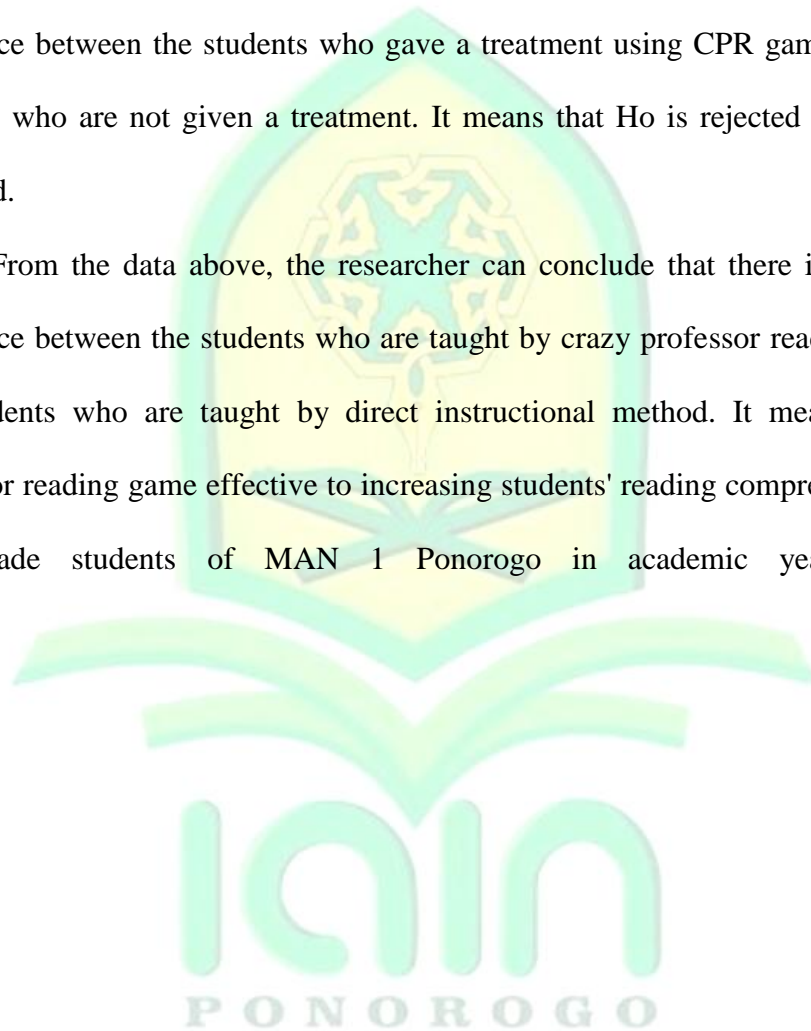 ce between the students who gave a treatment using CPR gam
who are not given a treatment. It means that Ho is rejected
d.
From the data above, the researcher can conclude that there i
ce between the students who are taught by crazy professor read
dents who are taught by direct instructional method. It mea
or reading game effective to increasing students' reading compre
ade students of MAN 1 Ponorogo in academic yea
iain
PONOROGO